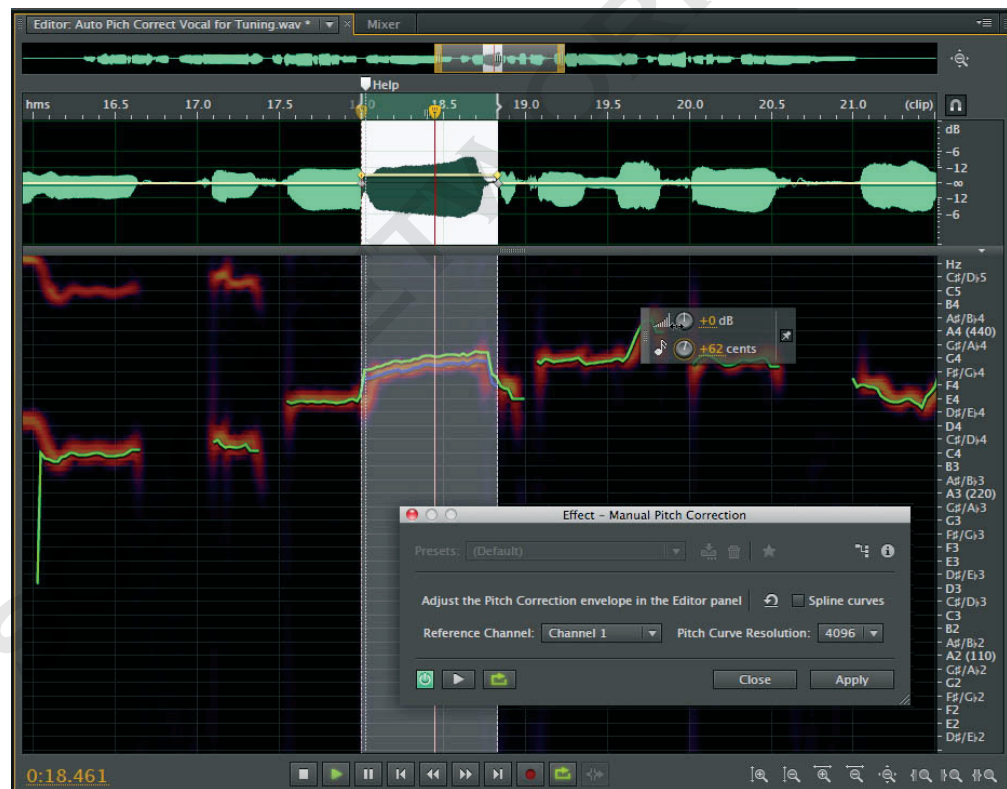 Editor: Auto Pich Correct Vocal for Tuning.wav * Mixer
Help
hms 16.5 17.0 17.5 18.5 19.0 19.5 20.0 20.5 21.0 (clip)
dB
-6
-12
-∞
-12
-6
Hz
C♯/D♭5
C5
B4
A♯/B♭4
A4 (440)
G♯/A♭4
G4
F♯/G♭4
F4
E4
D♯/E♭4
D4
C♯/D♭4
C4
B3
A♯/B♭3
A3 (220)
G♯/A♭3
G3
F♯/G♭3
F3
E3
D♯/E♭3
D3
C♯/D♭3
C3
B2
A♯/B♭2
A2 (110)
G♯/A♭2
G2
F♯/G♭2
F2
E2
D♯/E♭2
+0 dB
+62 cents
Effect - Manual Pitch Correction
Presets: (Default)
Adjust the Pitch Correction envelope in the Editor panel Spline curves
Reference Channel: Channel 1 Pitch Curve Resolution: 4096
Close Apply
0:18.461